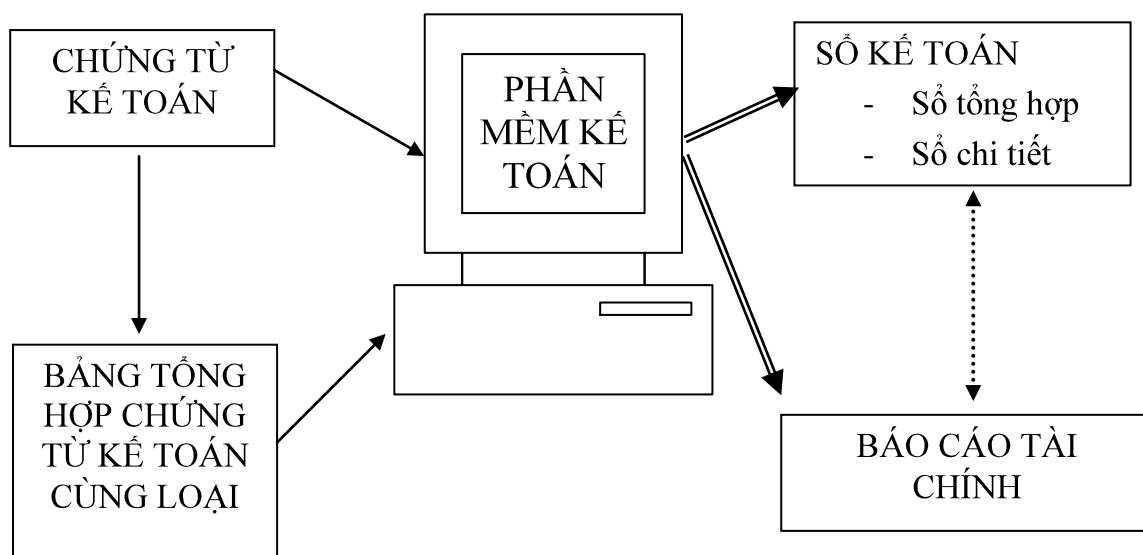 CHỨNG TỪ
KẾ TOÁN
PHẦN
MỀM KẾ
TOÁN
SỔ KẾ TOÁN
- Sổ tổng hợp
- Sổ chi tiết
BẢNG TỔNG
HỢP CHỨNG
TỪ KẾ TOÁN
CÙNG LOẠI
BÁO CÁO TÀI
CHÍNH